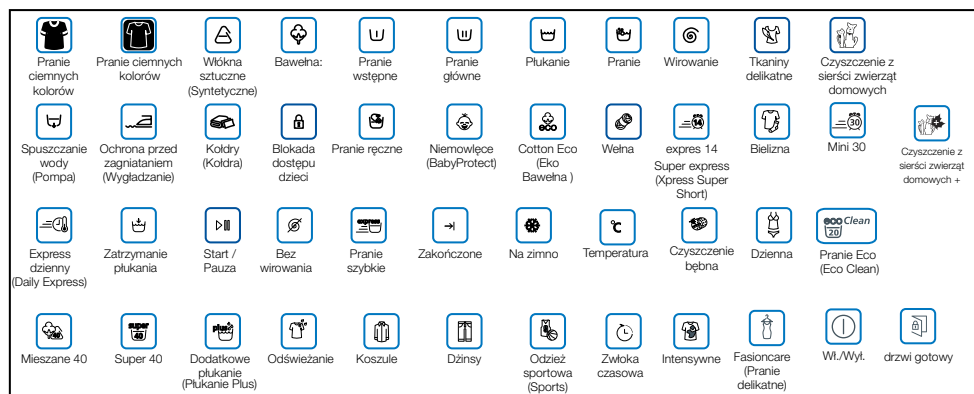 Pranie ciemnych kolorów
Pranie ciemnych kolorów
Włókna sztuczne (Syntetyczne)
Bawełna:
Pranie wstępne
Pranie główne
Płukanie
Pranie
Wirowanie
Tkaniny delikatne
Czyszczenie z sierści zwierząt domowych
Spuszczanie wody (Pompa)
Ochrona przed zagniataniem (Wygładzanie)
Kołdry (Kołdra)
Blokada dostępu dzieci
Pranie ręczne
Niemowlęce (BabyProtect)
eco
Cotton Eco (Eko Bawełna )
Wełna
14
expres 14
Super express (Xpress Super Short)
Bielizna
30
Mini 30
Czyszczenie z sierści zwierząt domowych +
Express dzienny (Daily Express)
Zatrzymanie płukania
Start / Pauza
Bez wirowania
express
Pranie szybkie
Zakończone
Na zimno
°C
Temperatura
Czyszczenie bębna
Dzienna
eco Clean
20
Pranie Eco (Eco Clean)
40
Mieszane 40
super
40
Super 40
plus
Dodatkowe płukanie (Płukanie Plus)
Odświeżanie
Koszule
Dżinsy
Odzież sportowa (Sports)
Zwłoka czasowa
Intensywne
Fasioncare (Pranie delikatne)
Wł./Wył.
drzwi gotowy